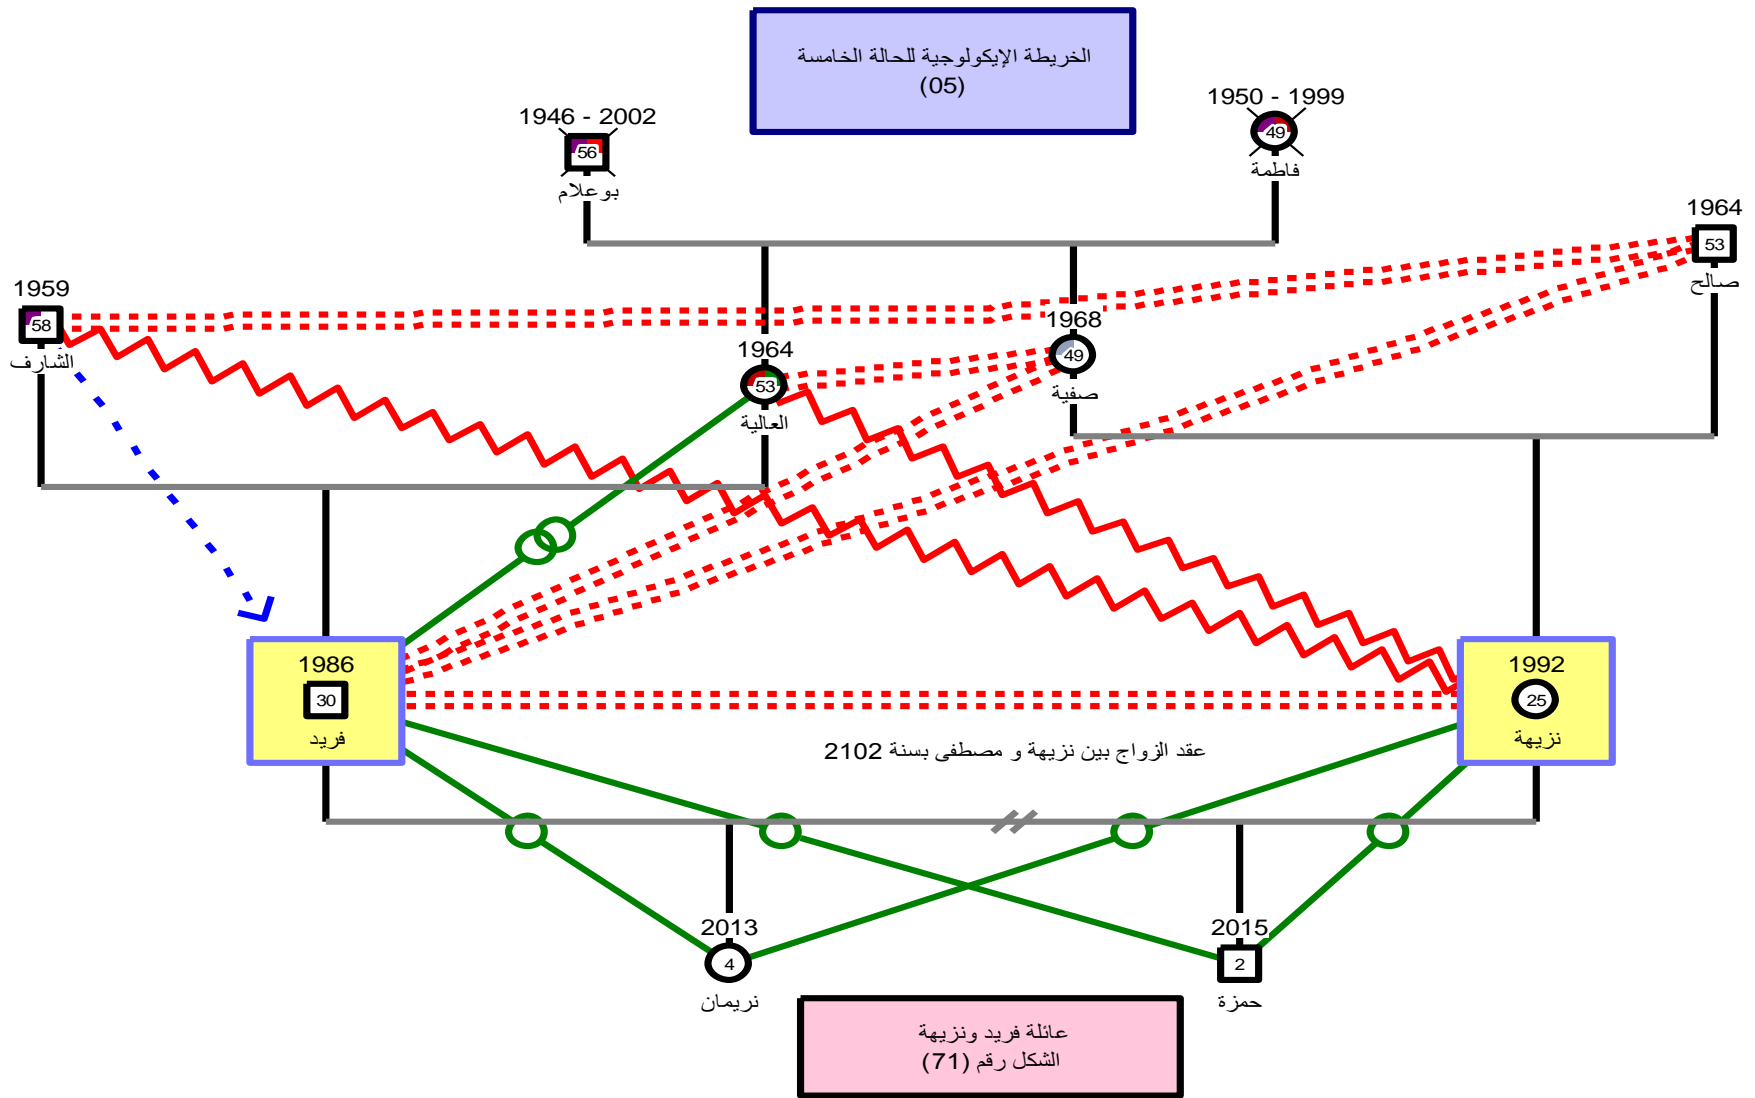 الخريطة الإيكولوجية للحالة الخامسة
(05)
1946 - 2002
56
بوعلام
1950 - 1999
49
فاطمة
1964
53
صالح
1959
58
الشارف
1964
53
العالية
1968
49
صفية
1986
30
فريد
1992
25
نزيهة
عقد الزواج بين نزيهة و مصطفى بسنة 2102
2013
4
نريمان
2015
2
حمزة
عائلة فريد ونزيهة
الشكل رقم (71)